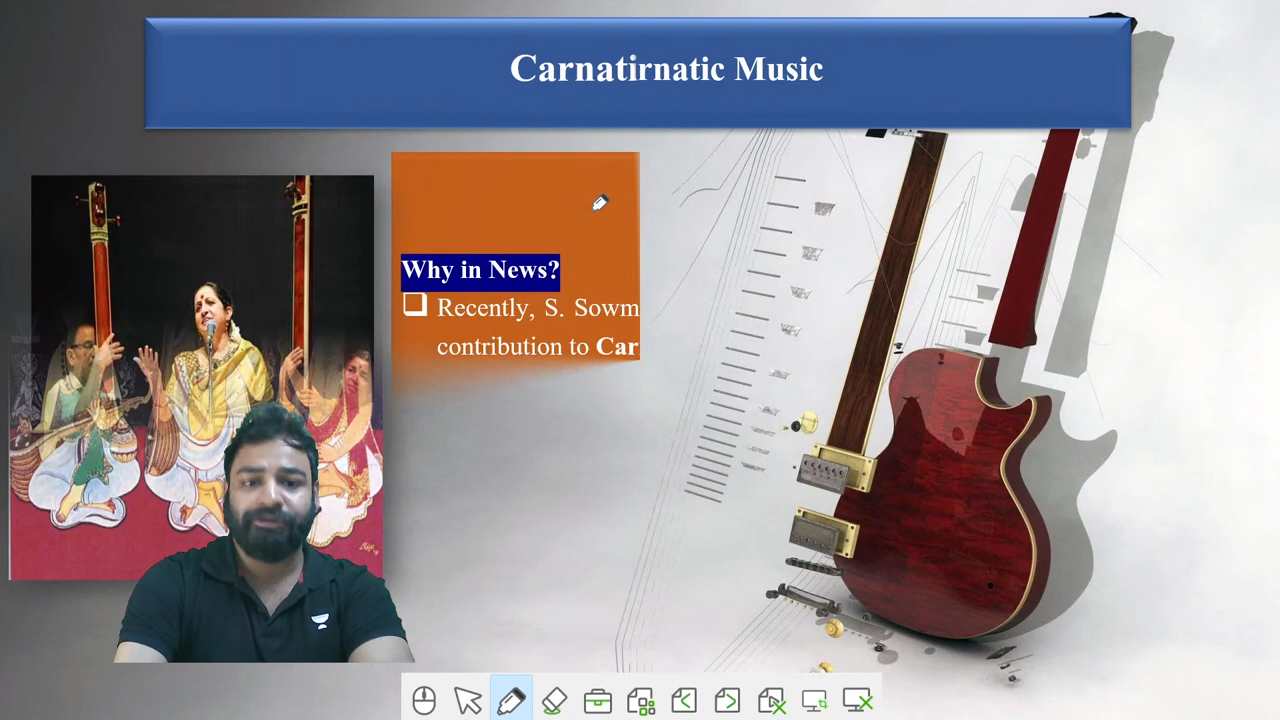 Carnatirnatic Music
Why in News?
Recently, S. Sowm
contribution to Car